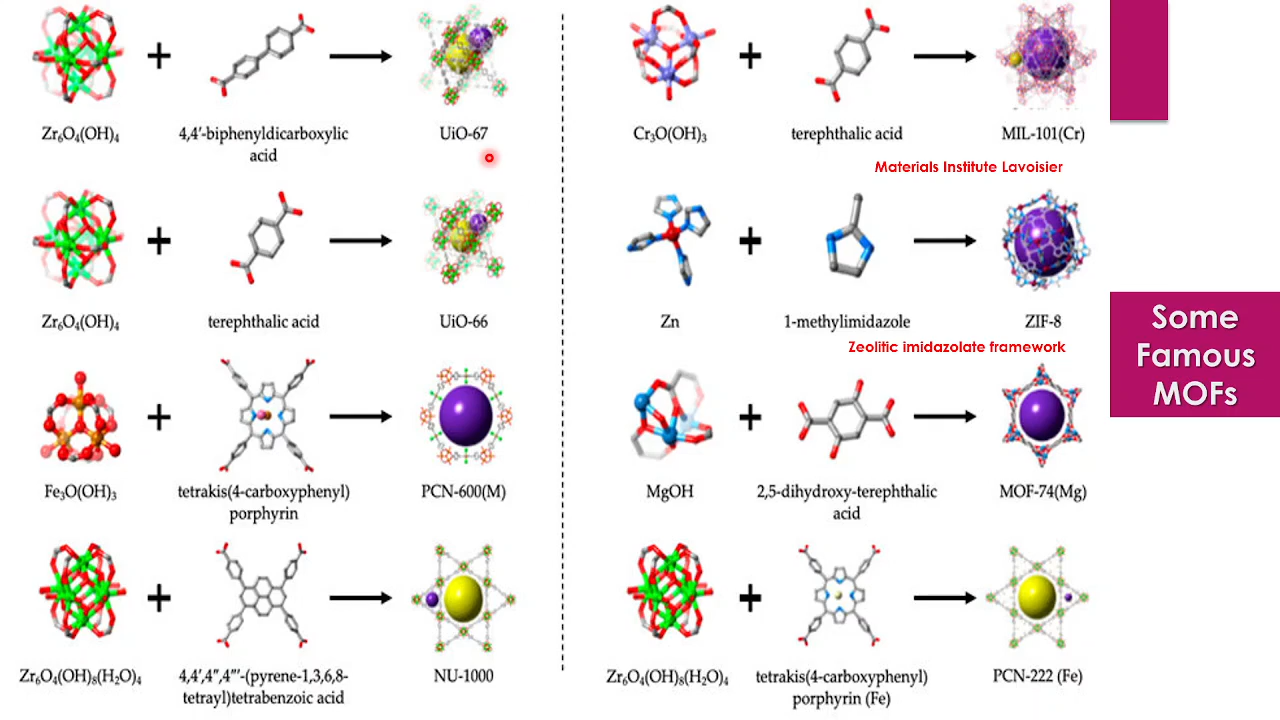 Zr₆O₄(OH)₄
4,4′-biphenyldicarboxylic
acid
UiO-67
Zr₆O₄(OH)₄
terephthalic acid
UiO-66
Fe₃O(OH)₃
tetrakis(4-carboxyphenyl)
porphyrin
PCN-600(M)
Zr₆O₄(OH)₈(H₂O)₄
4,4′,4″,4‴-(pyrene-1,3,6,8-
tetrayl)tetrabenzoic acid
NU-1000
Cr₃O(OH)₃
terephthalic acid
MIL-101(Cr)
Materials Institute Lavoisier
Zn
1-methylimidazole
ZIF-8
Zeolitic imidazolate framework
MgOH
2,5-dihydroxy-terephthalic
acid
MOF-74(Mg)
Zr₆O₄(OH)₈(H₂O)₄
tetrakis(4-carboxyphenyl)
porphyrin (Fe)
PCN-222 (Fe)
Some
Famous
MOFs